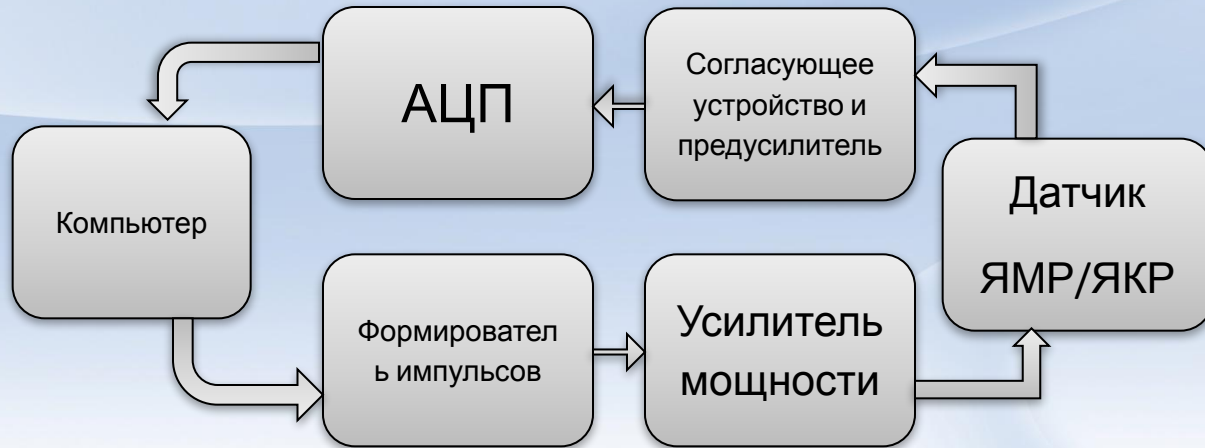 АЦП
Согласующее
устройство и
предусилитель
Датчик
ЯМР/ЯКР
Компьютер
Формировател
ь импульсов
Усилитель
мощности